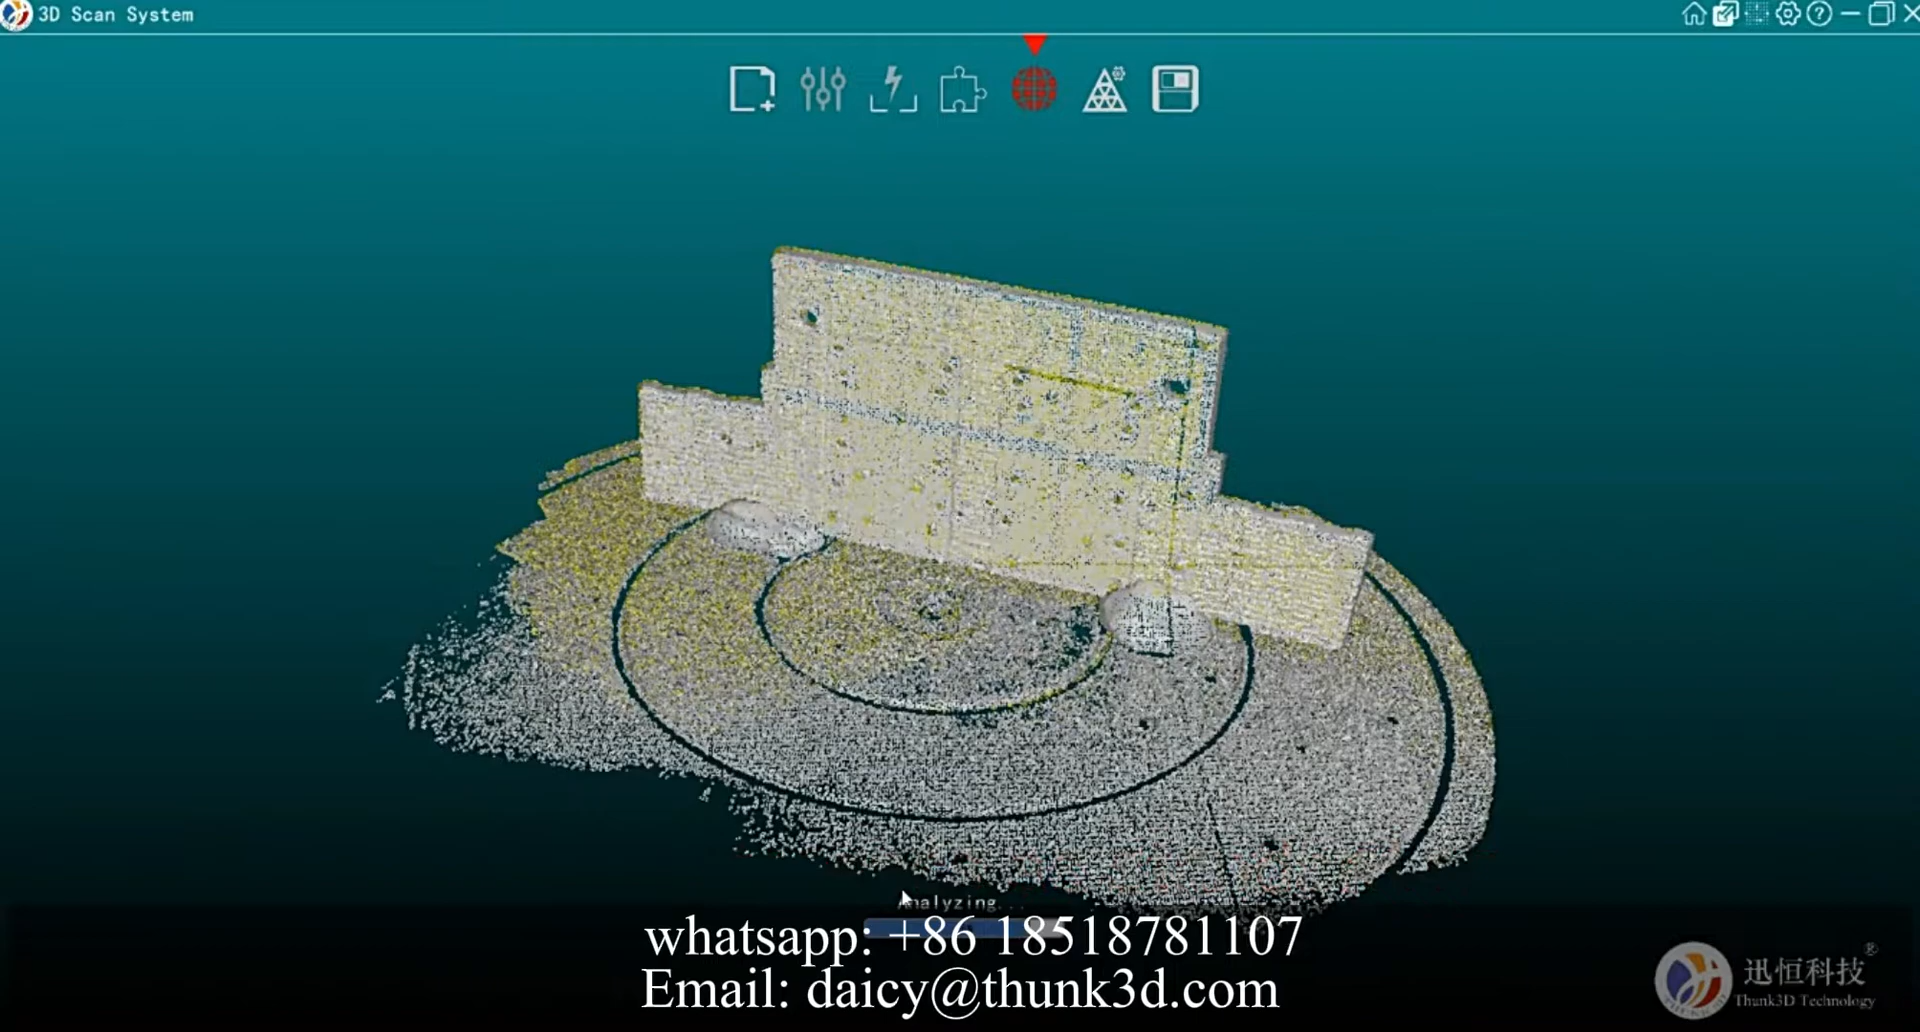 3D Scan System
Analyzing...
whatsapp: +86 18518781107
Email: daicy@thunk3d.com
迅恒科技®
Thunk3D Technology